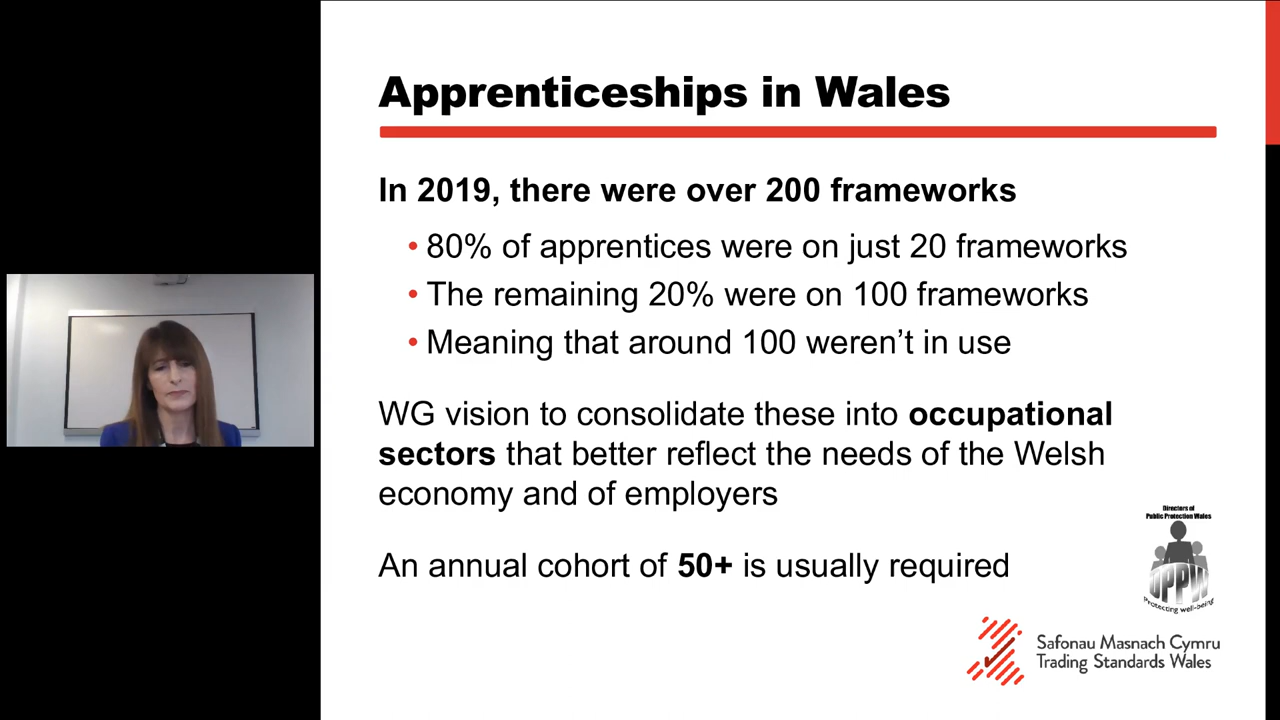 Apprenticeships in Wales
In 2019, there were over 200 frameworks
• 80% of apprentices were on just 20 frameworks
• The remaining 20% were on 100 frameworks
• Meaning that around 100 weren’t in use
WG vision to consolidate these into occupational
sectors that better reflect the needs of the Welsh
economy and of employers
An annual cohort of 50+ is usually required
Directors of
Public Protection Wales
DPPW
Protecting well-being
Safonau Masnach Cymru
Trading Standards Wales